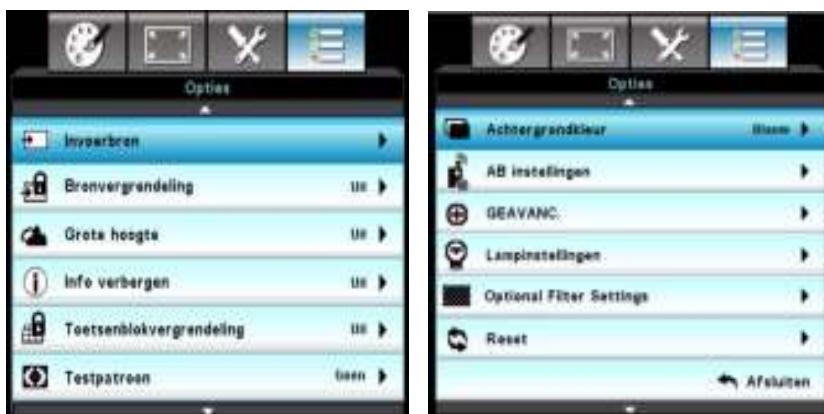 Opties
Invoerbron
Bronvergrendeling Uit
Grote hoogte Uit
Info verbergen Uit
Toetsenblokvergrendeling Uit
Testpatroon Geen
Opties
Achtergrondkleur
AB instellingen
GEAVANC.
Lampinstellingen
Optional Filter Settings
Reset
Afsluiten